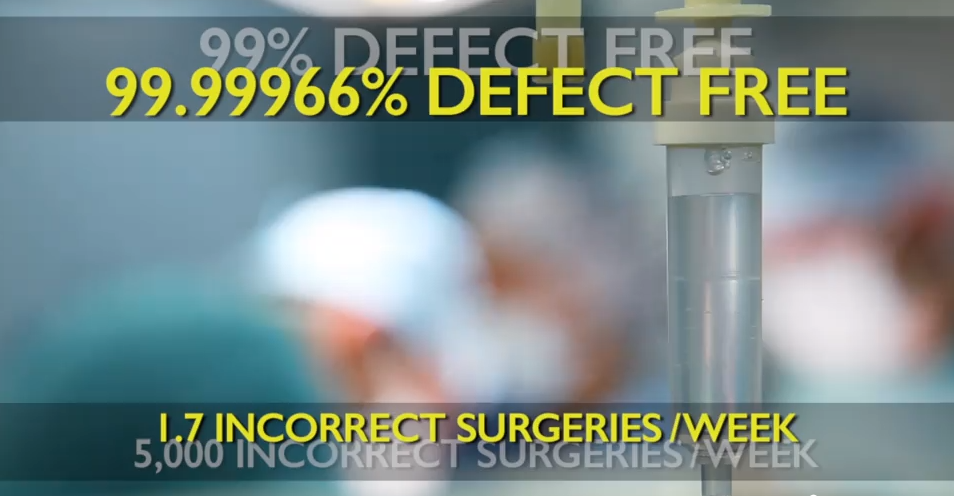 99% DEFECT FREE
99.99966% DEFECT FREE
1.7 INCORRECT SURGERIES/WEEK
5,000 INCORRECT SURGERIES/WEEK